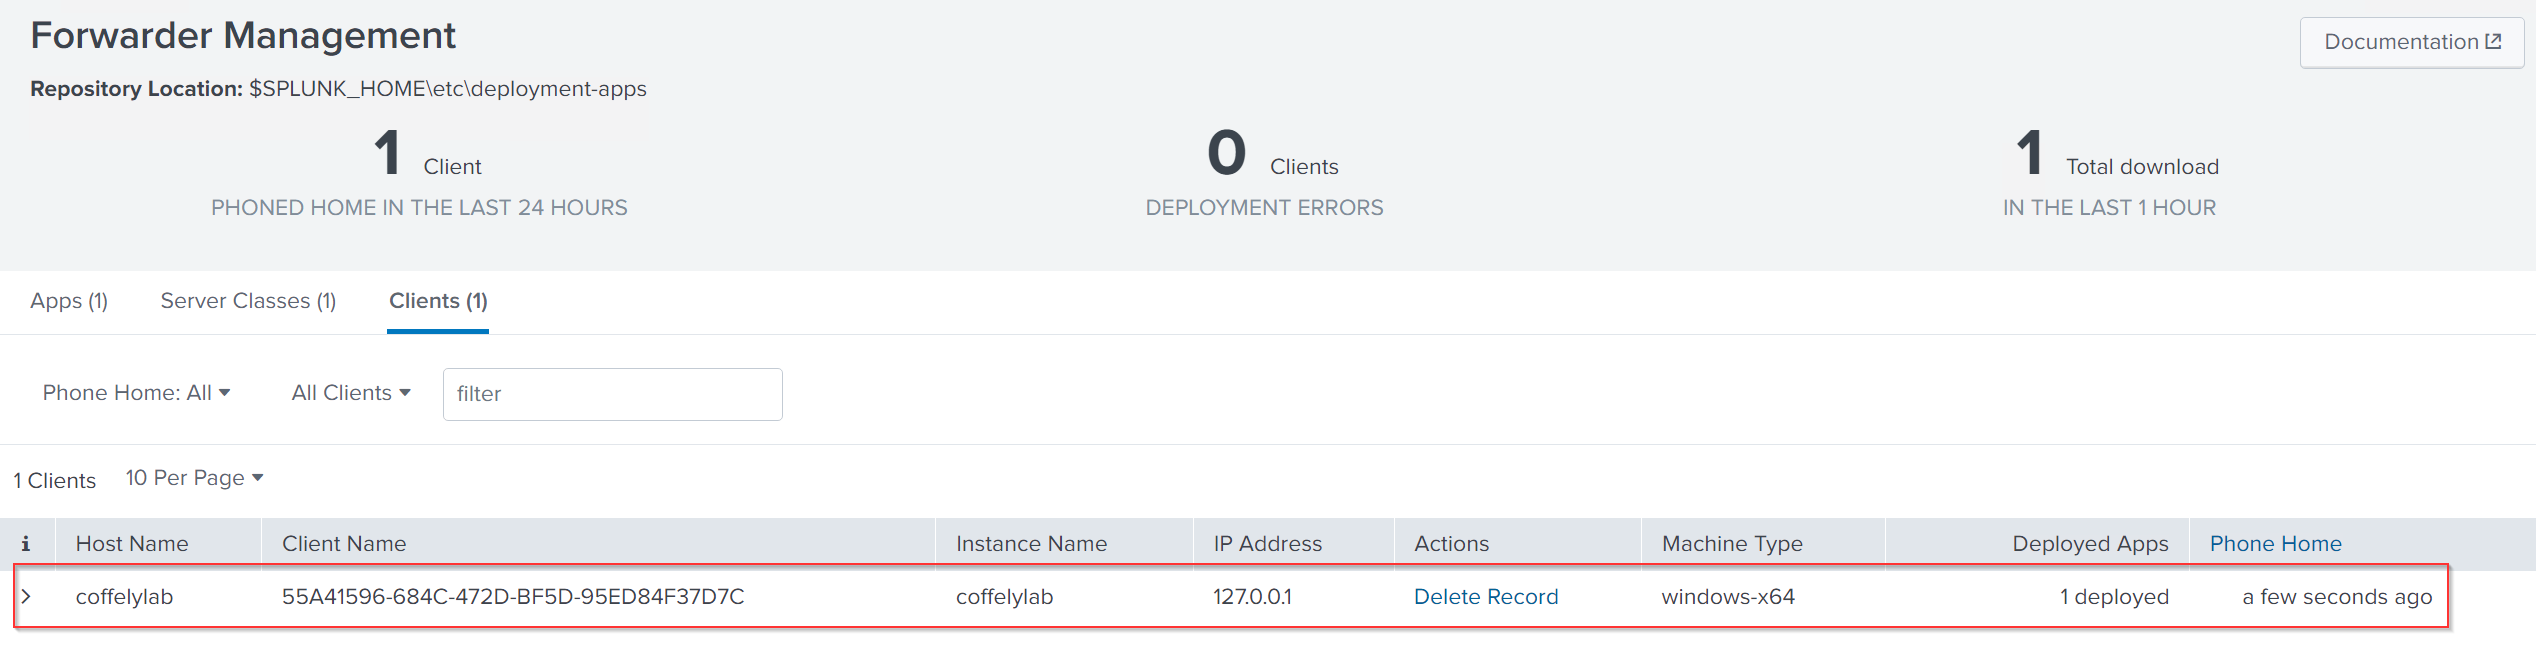 Forwarder Management
Documentation
Repository Location: $SPLUNK_HOME\etc\deployment-apps
1 Client
PHONED HOME IN THE LAST 24 HOURS
0 Clients
DEPLOYMENT ERRORS
1 Total download
IN THE LAST 1 HOUR
Apps (1) Server Classes (1) Clients (1)
Phone Home: All All Clients filter
1 Clients 10 Per Page
i Host Name Client Name Instance Name IP Address Actions Machine Type Deployed Apps Phone Home
coffelylab 55A41596-684C-472D-BF5D-95ED84F37D7C coffelylab 127.0.0.1 Delete Record windows-x64 1 deployed a few seconds ago